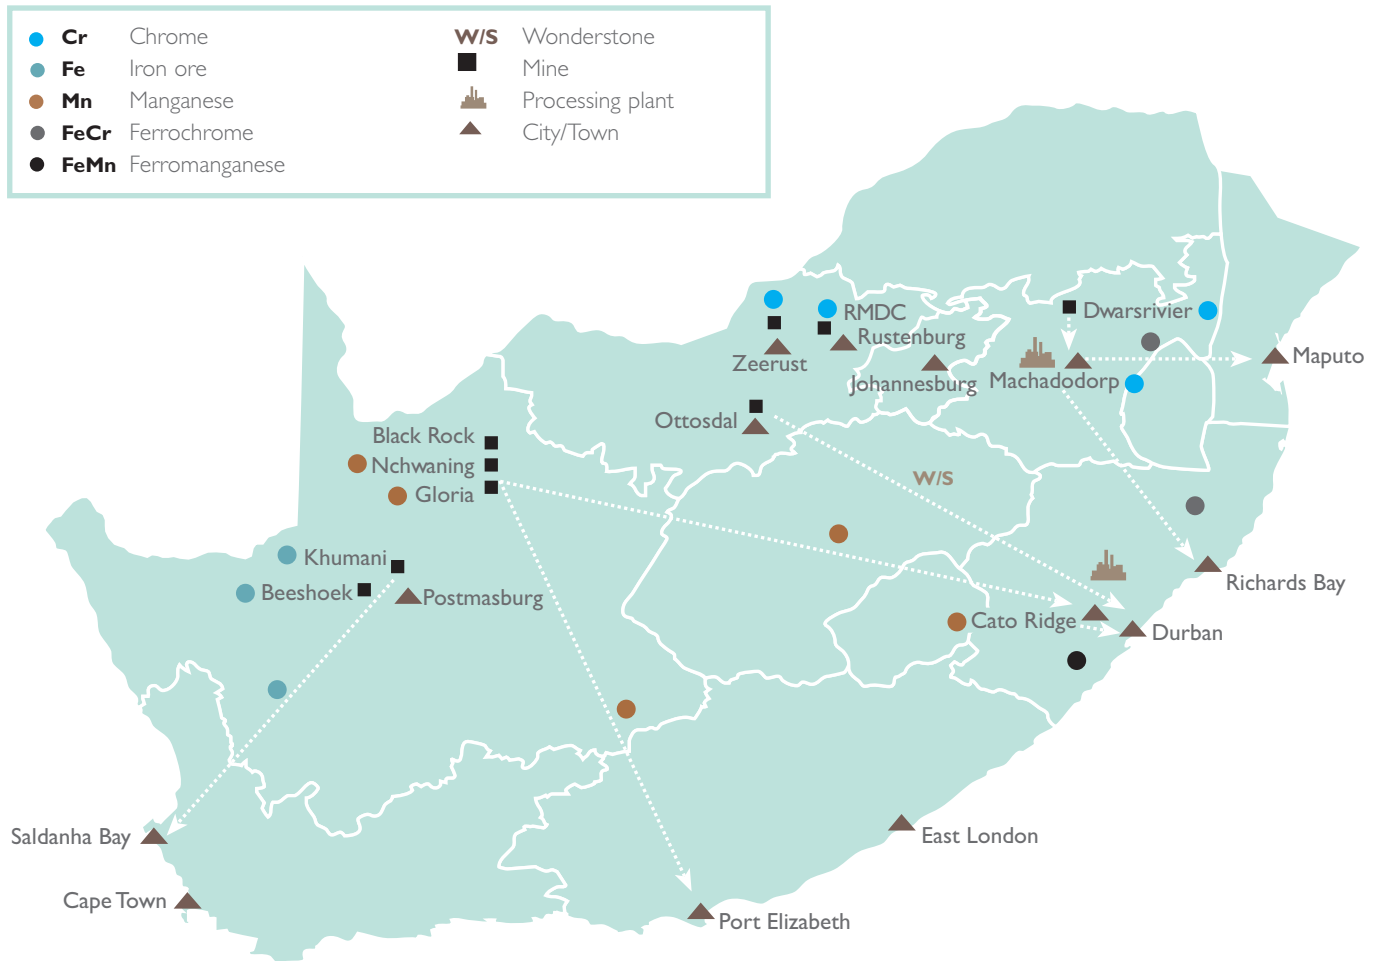 Cr Chrome
Fe Iron ore
Mn Manganese
FeCr Ferrochrome
FeMn Ferromanganese
W/S Wonderstone
Mine
Processing plant
City/Town
RMDC
Dwarsrivier
Rustenburg
Zeerust
Maputo
Johannesburg
Machadodorp
Ottosdal
Black Rock
Nchwaning
Gloria
W/S
Khumani
Beeshoek
Postmasburg
Richards Bay
Cato Ridge
Durban
Saldanha Bay
East London
Cape Town
Port Elizabeth